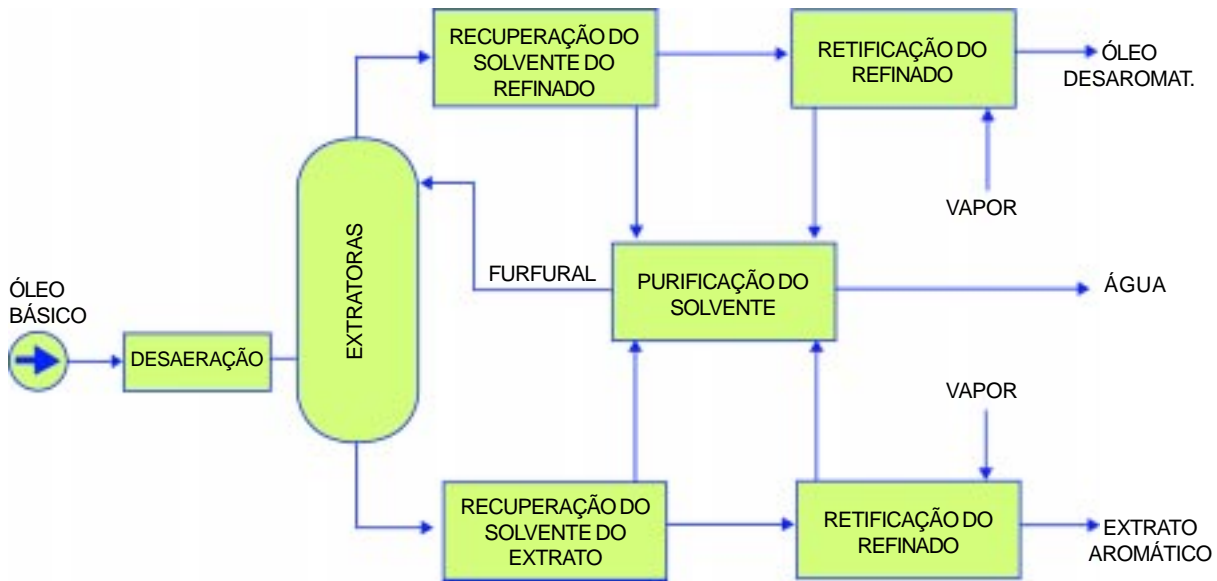 RECUPERAÇÃO DO
SOLVENTE DO
REFINADO
RETIFICAÇÃO DO
REFINADO
ÓLEO
DESAROMAT.
VAPOR
EXTRATORAS
FURFURAL
PURIFICAÇÃO DO
SOLVENTE
ÁGUA
ÓLEO
BÁSICO
DESAERAÇÃO
VAPOR
RECUPERAÇÃO DO
SOLVENTE DO
EXTRATO
RETIFICAÇÃO DO
REFINADO
EXTRATO
AROMÁTICO